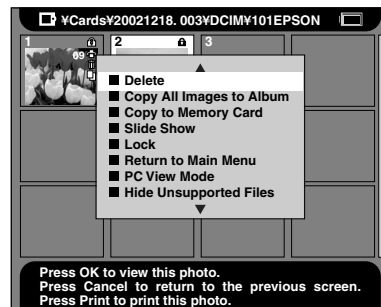 ¥Cards¥20021218. 003¥DCIM¥101EPSON
1 2 3
09
Delete
Copy All Images to Album
Copy to Memory Card
Slide Show
Lock
Return to Main Menu
PC View Mode
Hide Unsupported Files
Press OK to view this photo.
Press Cancel to return to the previous screen.
Press Print to print this photo.